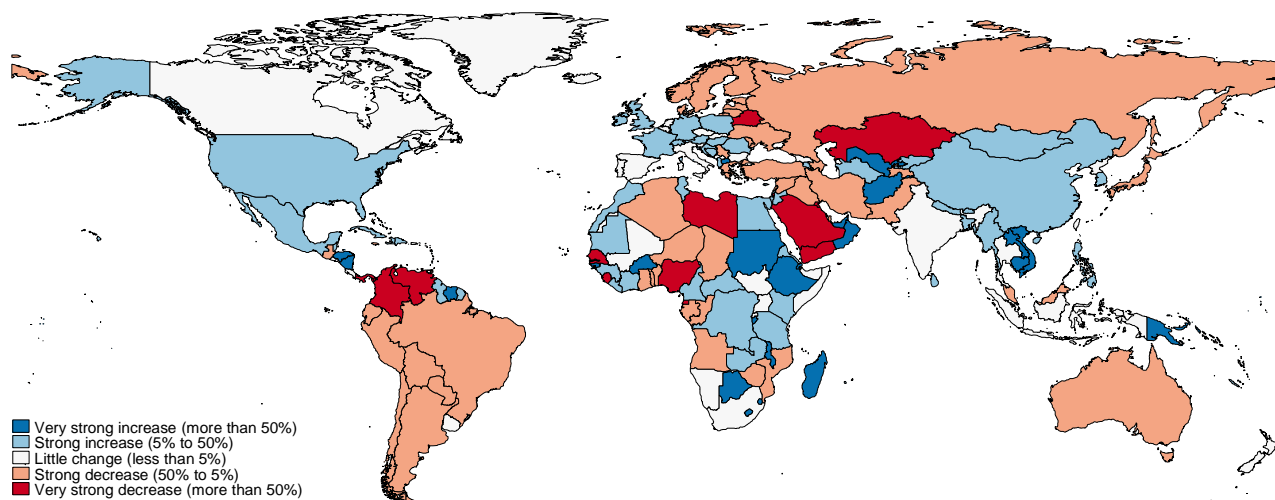 Very strong increase (more than 50%)
Strong increase (5% to 50%)
Little change (less than 5%)
Strong decrease (50% to 5%)
Very strong decrease (more than 50%)